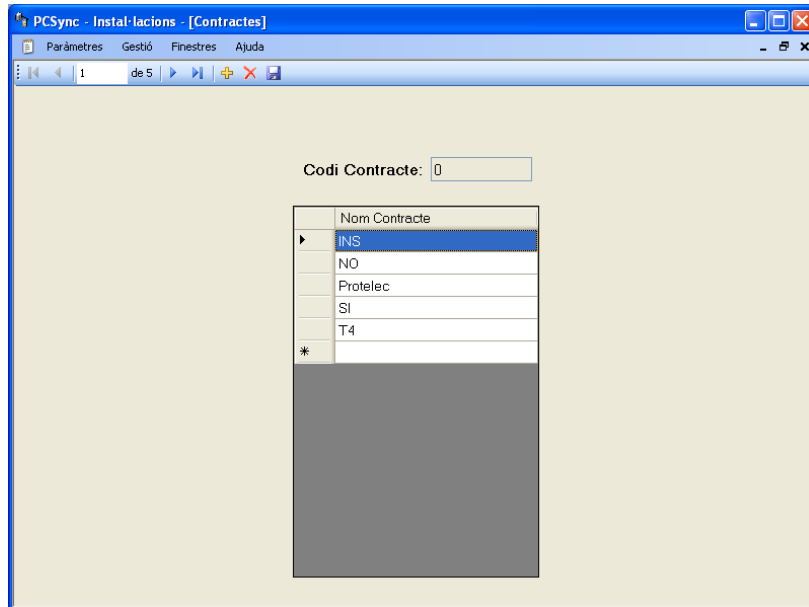 PCSync - Instal·lacions - [Contractes]
Paràmetres Gestió Finestres Ajuda
1 de 5
Codi Contracte: 0
Nom Contracte
INS
NO
Protelec
SI
T4